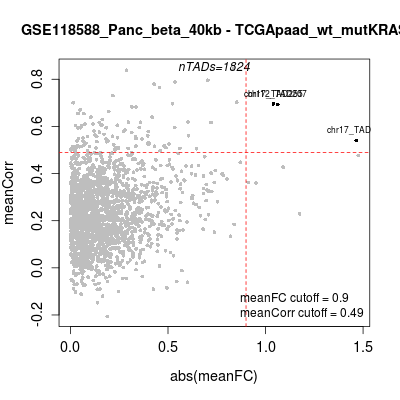 GSE118588_Panc_beta_40kb - TCGApaad_wt_mutKRAS
nTADs=1824
chr17_TAD
meanFC cutoff = 0.9
meanCorr cutoff = 0.49
meanCorr
-0.2
0.0
0.2
0.4
0.6
0.8
0.0
0.5
1.0
1.5
abs(meanFC)